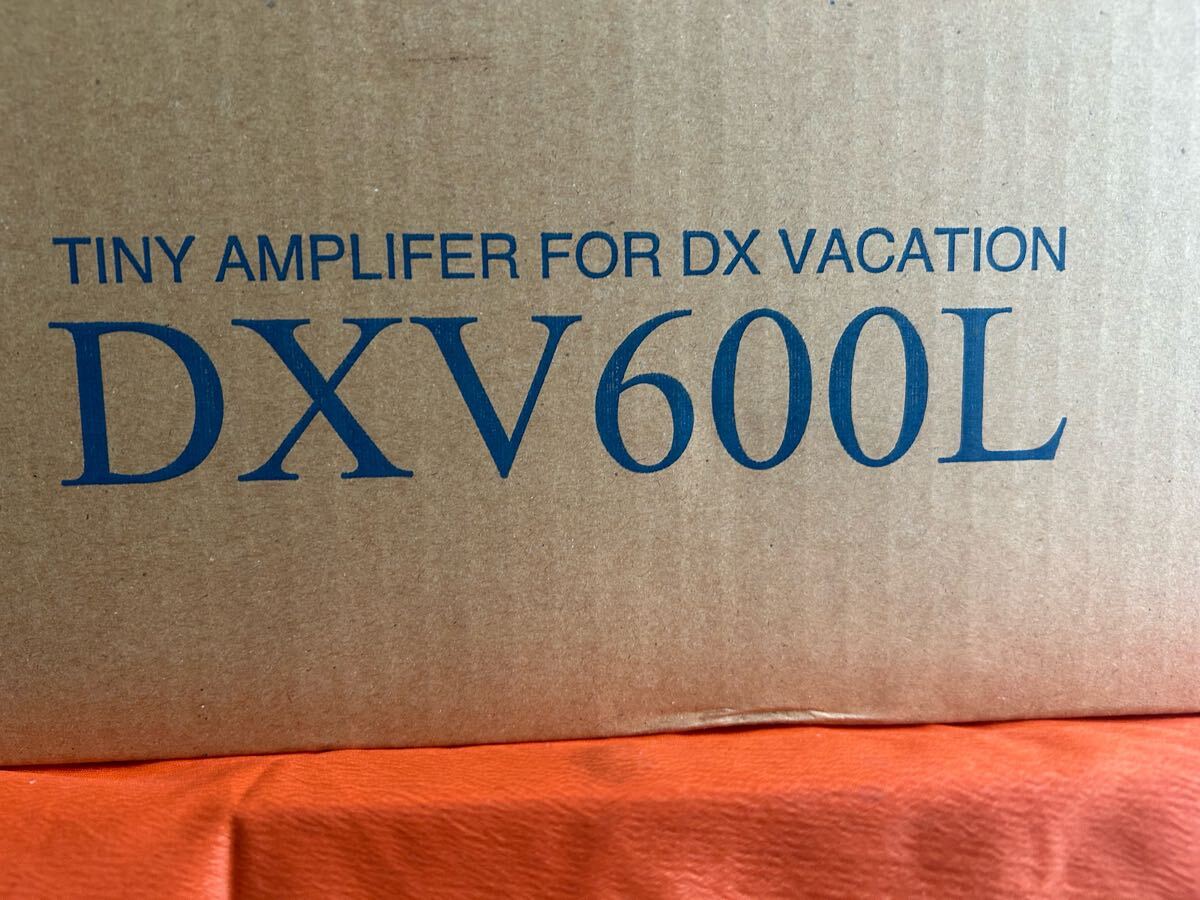 TINY AMPLIFER FOR DX VACATION
DXV600L